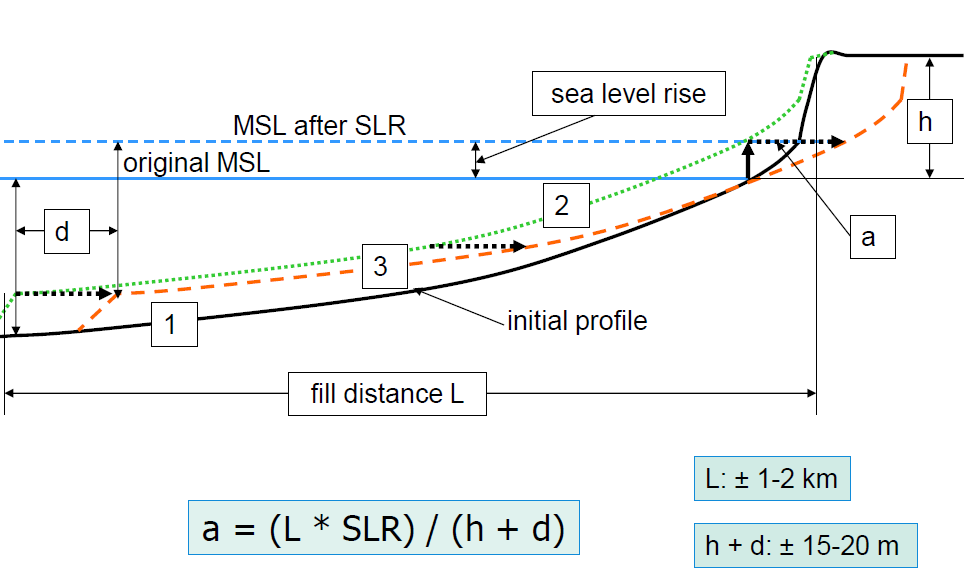 sea level rise
MSL after SLR
h
original MSL
2
d
a
3
1
initial profile
fill distance L
L: ± 1-2 km
a = (L * SLR) / (h + d)
h + d: ± 15-20 m